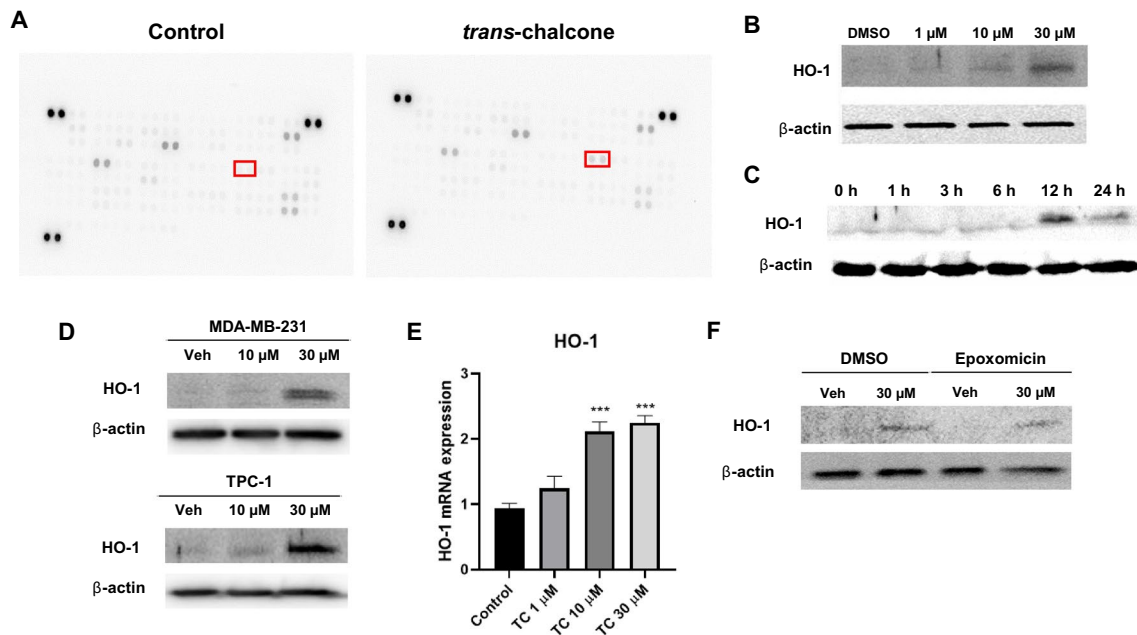 A
Control
trans-chalcone
B
DMSO 1 µM 10 µM 30 µM
HO-1
β-actin
C
0 h 1 h 3 h 6 h 12 h 24 h
HO-1
β-actin
D
MDA-MB-231
Veh 10 µM 30 µM
HO-1
β-actin
TPC-1
Veh 10 µM 30 µM
HO-1
β-actin
E
HO-1
HO-1 mRNA expression
3
2
1
0
*** ***
Control TC 1 µM TC 10 µM TC 30 µM
F
DMSO Epoxomicin
Veh 30 µM Veh 30 µM
HO-1
β-actin